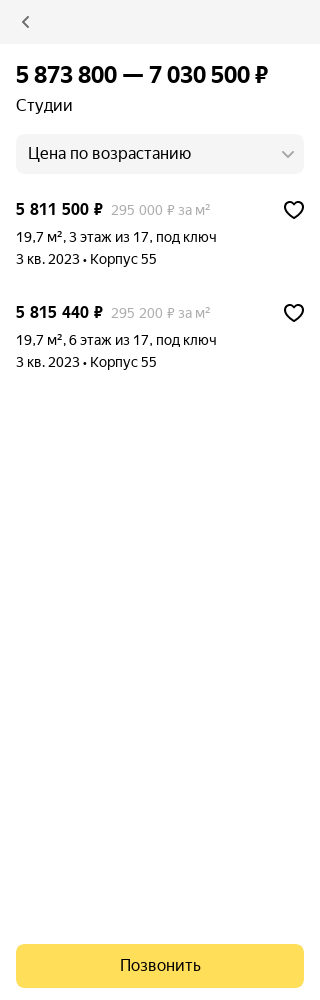 5 873 800 — 7 030 500 ₽
Студии
Цена по возрастанию
5 811 500 ₽ 295 000 ₽ за м²
19,7 м², 3 этаж из 17, под ключ
3 кв. 2023 • Корпус 55
5 815 440 ₽ 295 200 ₽ за м²
19,7 м², 6 этаж из 17, под ключ
3 кв. 2023 • Корпус 55
Позвонить